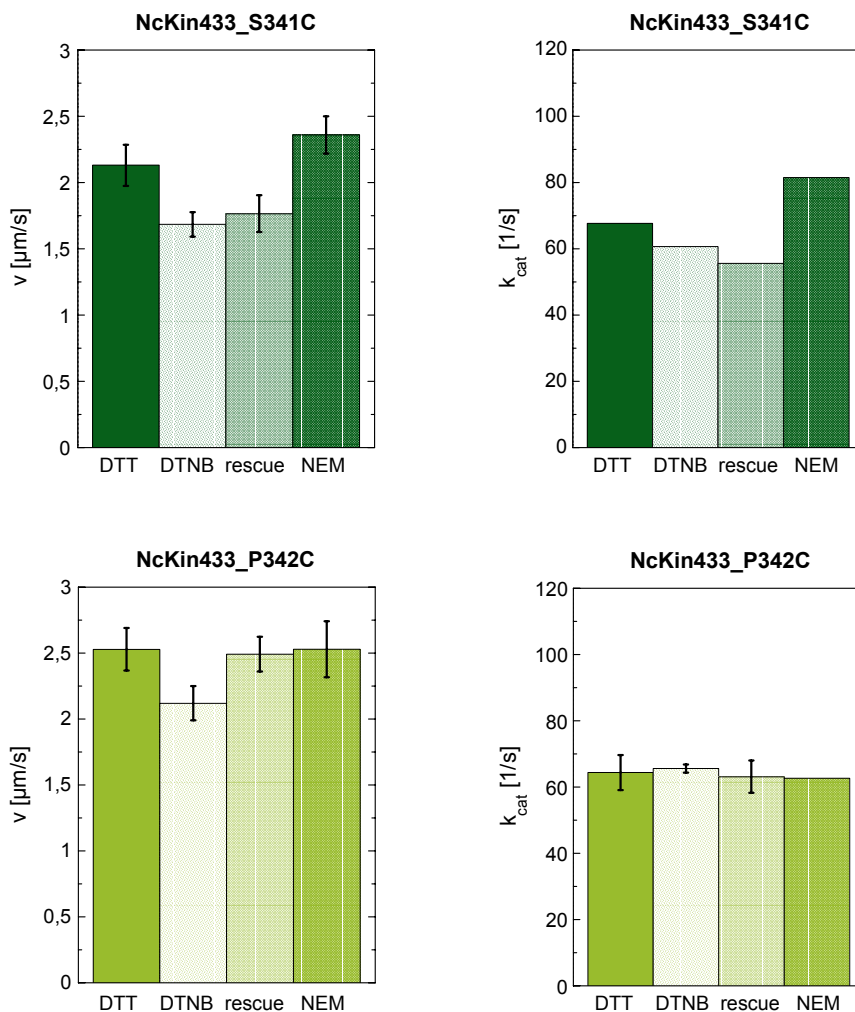 NcKin433_S341C
3
2,5
2
1,5
1
0,5
0
v [µm/s]
DTT DTNB rescue NEM
NcKin433_S341C
120
100
80
60
40
20
0
k_cat [1/s]
DTT DTNB rescue NEM
NcKin433_P342C
3
2,5
2
1,5
1
0,5
0
v [µm/s]
DTT DTNB rescue NEM
NcKin433_P342C
120
100
80
60
40
20
0
k_cat [1/s]
DTT DTNB rescue NEM